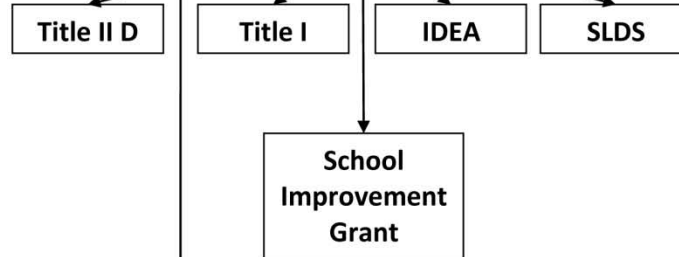 Title II D
Title I
IDEA
SLDS
School
Improvement
Grant